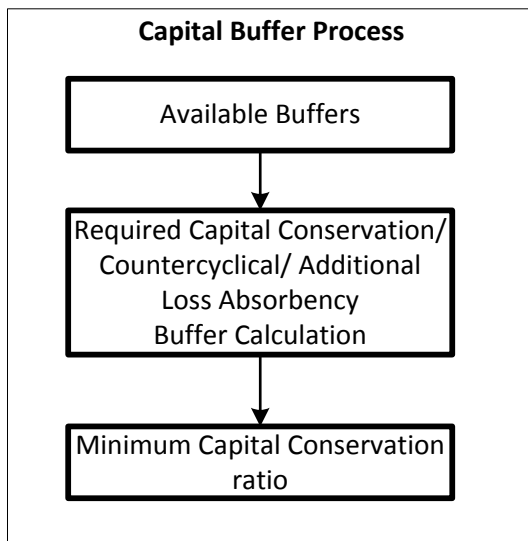 Capital Buffer Process
Available Buffers
Required Capital Conservation/
Countercyclical/ Additional
Loss Absorbency
Buffer Calculation
Minimum Capital Conservation
ratio